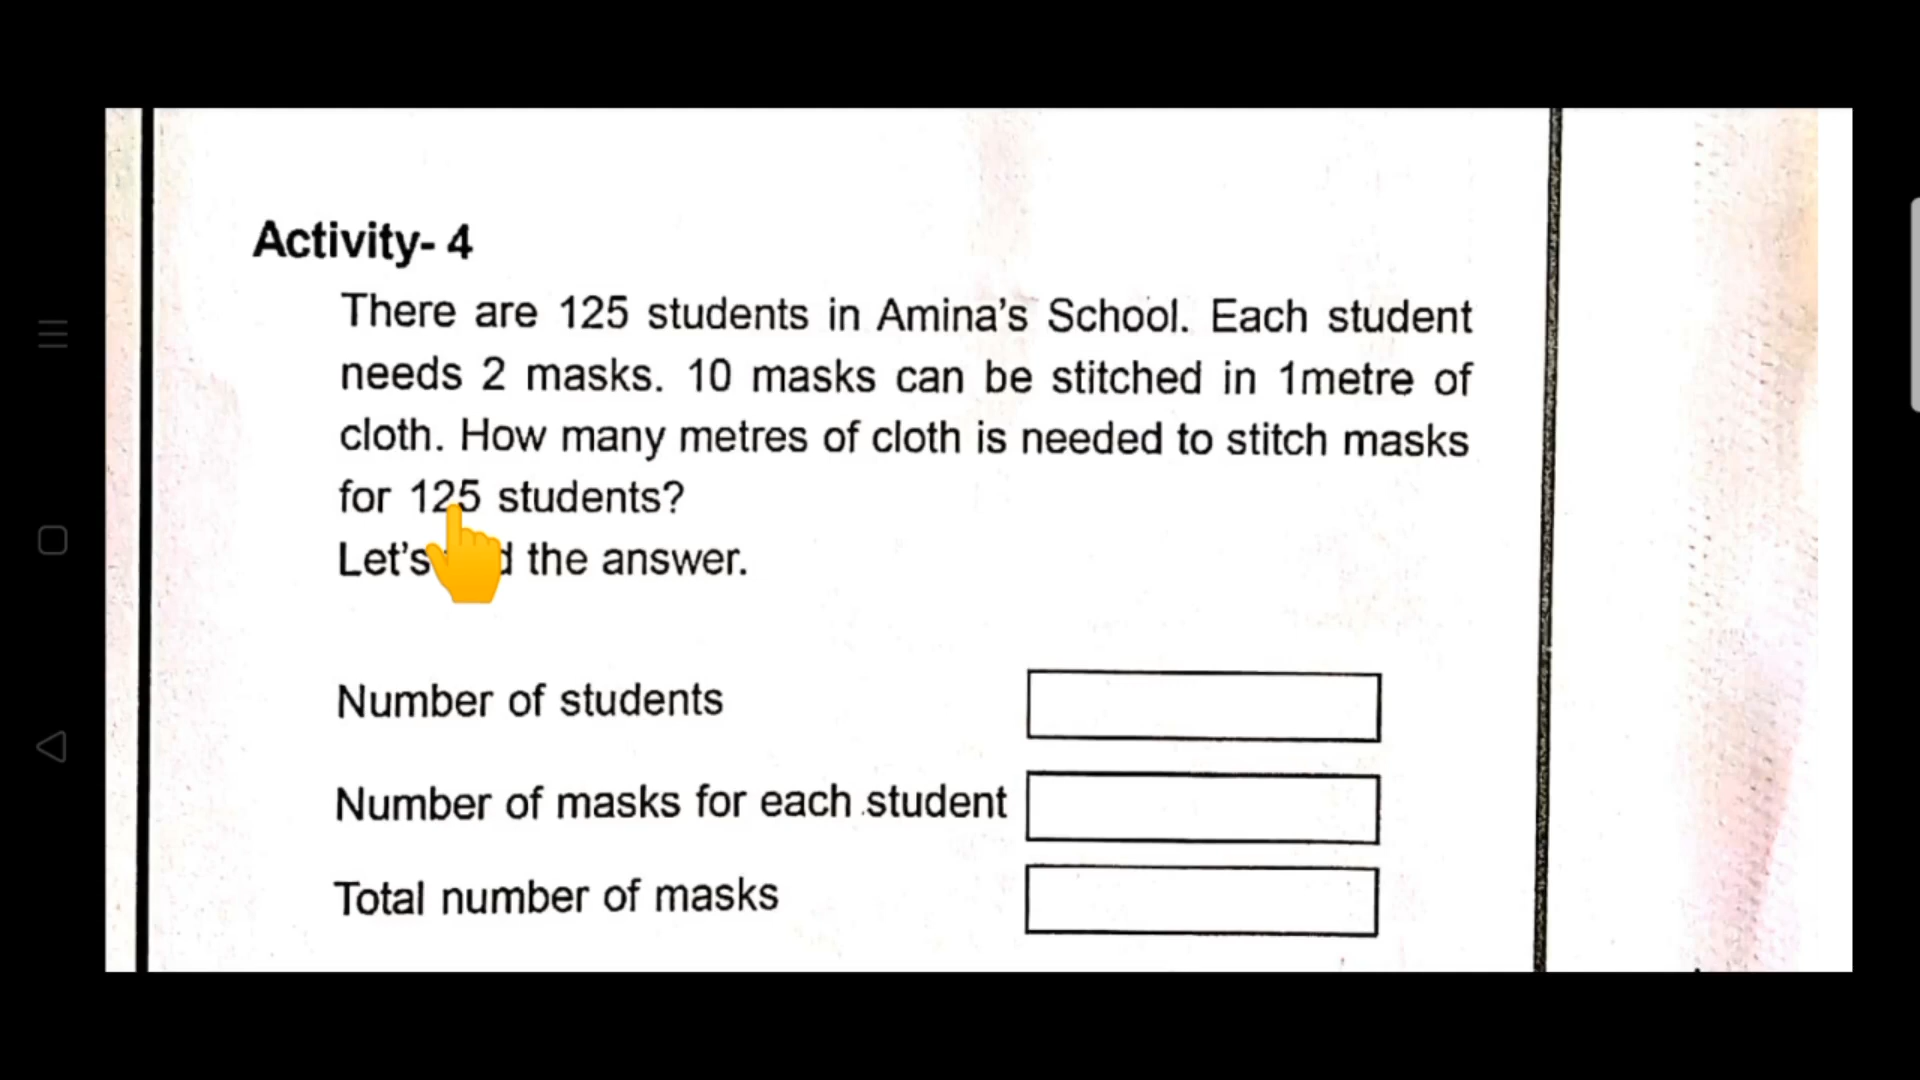 Activity- 4
There are 125 students in Amina's School. Each student
needs 2 masks. 10 masks can be stitched in 1metre of
cloth. How many metres of cloth is needed to stitch masks
for 125 students?
Let's the answer.
Number of students
Number of masks for each student
Total number of masks